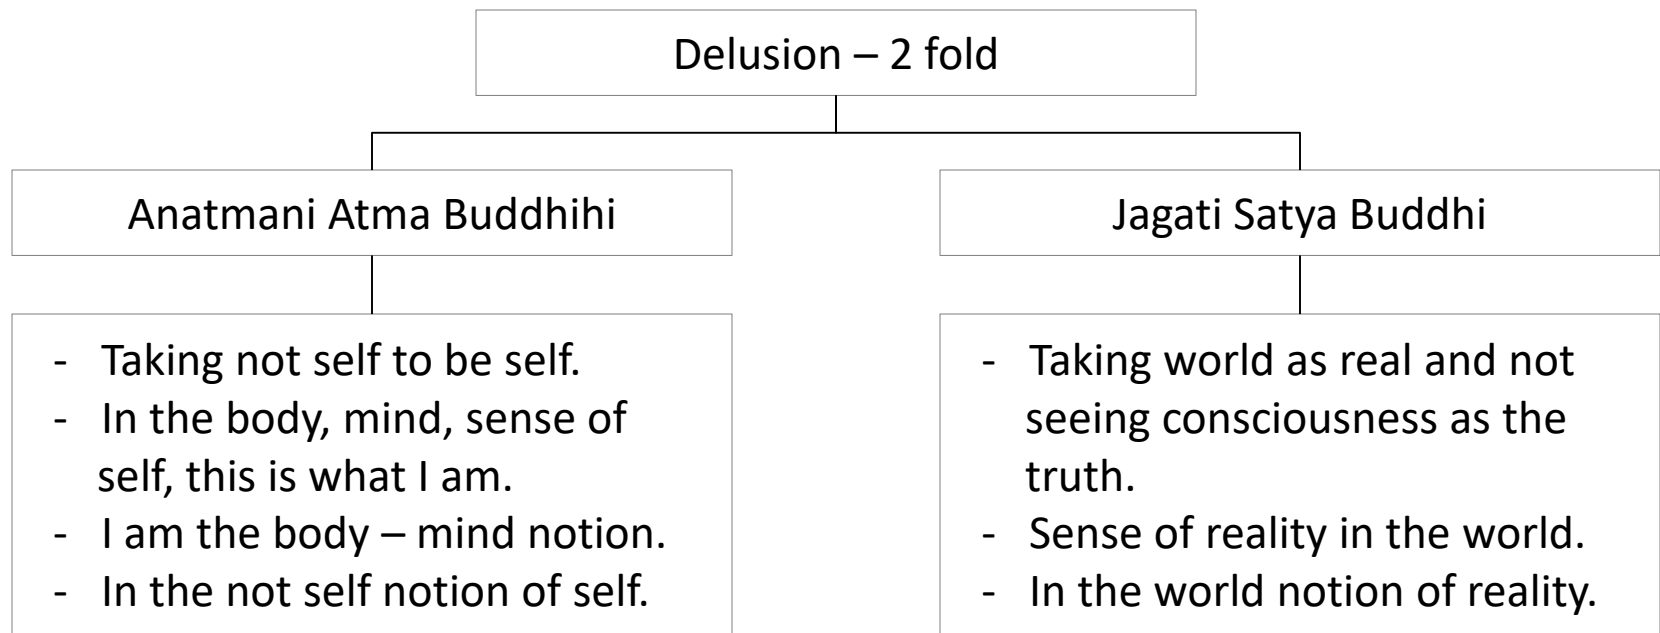 Delusion – 2 fold
Anatmani Atma Buddhihi
Jagati Satya Buddhi
- Taking not self to be self.
- In the body, mind, sense of
self, this is what I am.
- I am the body – mind notion.
- In the not self notion of self.
- Taking world as real and not
seeing consciousness as the
truth.
- Sense of reality in the world.
- In the world notion of reality.